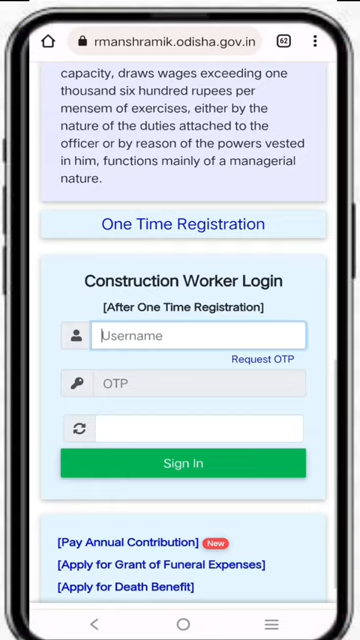 rmanshramik.odisha.gov.in
62
capacity, draws wages exceeding one
thousand six hundred rupees per
mensem of exercises, either by the
nature of the duties attached to the
officer or by reason of the powers vested
in him, functions mainly of a managerial
nature.
One Time Registration
Construction Worker Login
[After One Time Registration]
Username
Request OTP
OTP
Sign In
[Pay Annual Contribution] New
[Apply for Grant of Funeral Expenses]
[Apply for Death Benefit]